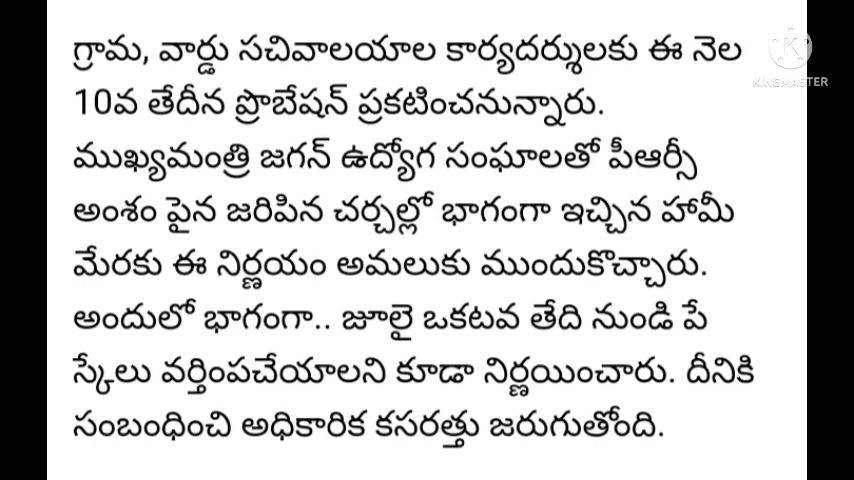 గ్రామ, వార్డు సచివాలయాల కార్యదర్శులకు ఈ నెల
10వ తేదీన ప్రొబేషన్ ప్రకటించనున్నారు.
ముఖ్యమంత్రి జగన్ ఉద్యోగ సంఘాలతో పీఆర్సీ
అంశం పైన జరిపిన చర్చల్లో భాగంగా ఇచ్చిన హామీ
మేరకు ఈ నిర్ణయం అమలుకు ముందుకొచ్చారు.
అందులో భాగంగా.. జూలై ఒకటవ తేది నుండి పే
స్కేలు వర్తింపచేయాలని కూడా నిర్ణయించారు. దీనికి
సంబంధించి అధికారిక కసరత్తు జరుగుతోంది.
KINEMASTER